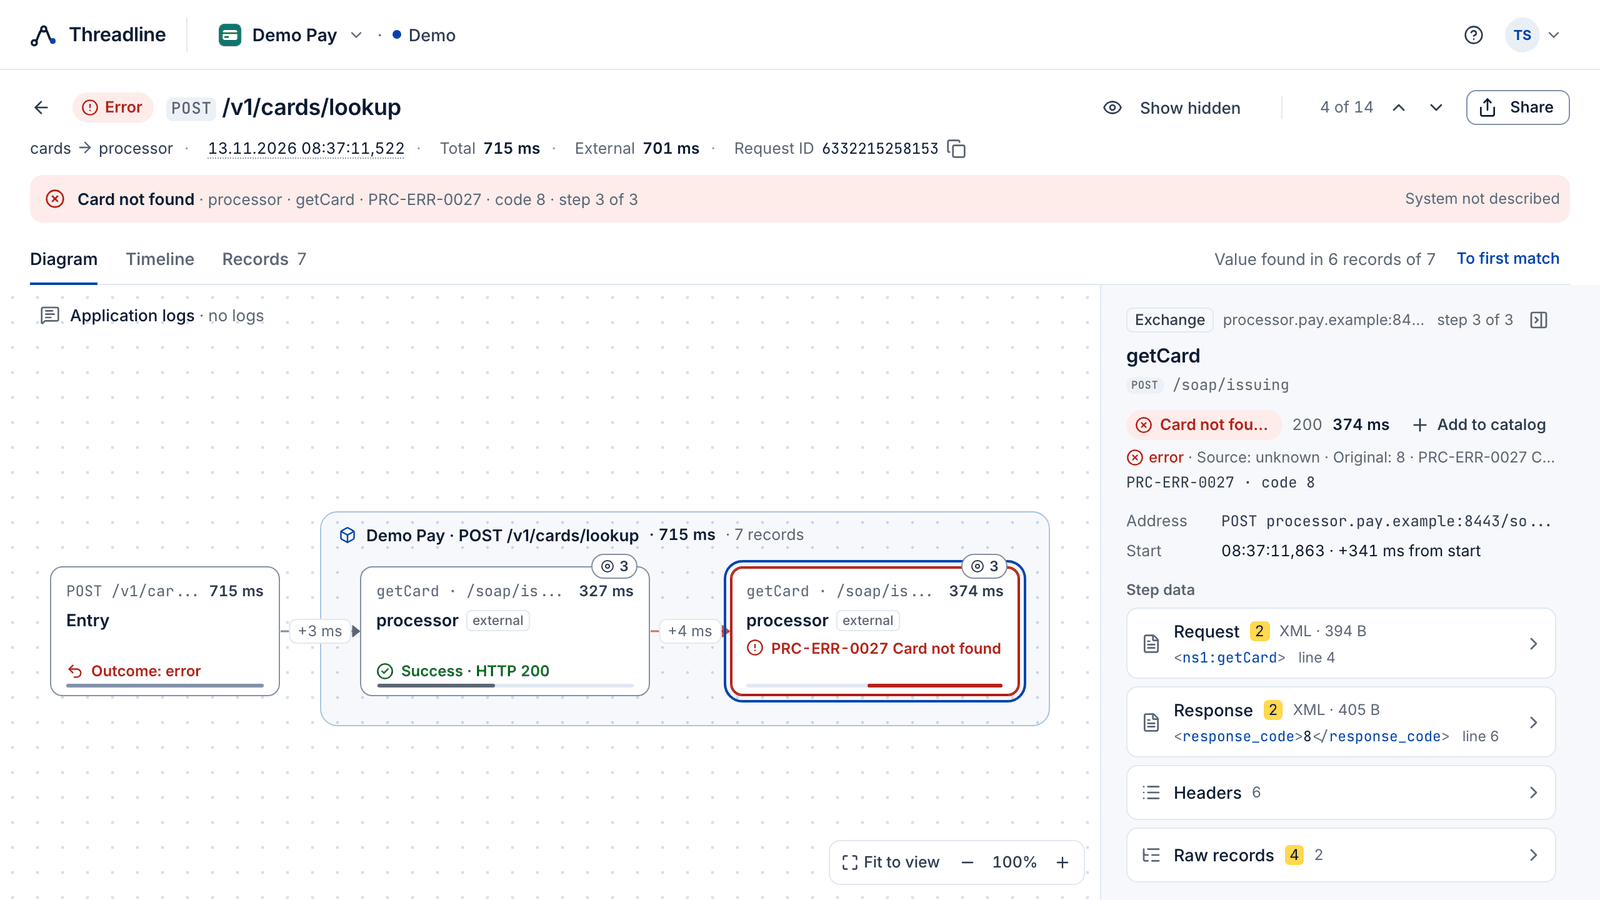 Threadline
Demo Pay · Demo
TS
Error POST /v1/cards/lookup
Show hidden 4 of 14 Share
cards → processor · 13.11.2026 08:37:11,522 · Total 715 ms · External 701 ms · Request ID 6332215258153
Card not found · processor · getCard · PRC-ERR-0027 · code 8 · step 3 of 3
System not described
Diagram Timeline Records 7
Value found in 6 records of 7 To first match
Application logs · no logs
Demo Pay · POST /v1/cards/lookup · 715 ms · 7 records
POST /v1/car... 715 ms
Entry
Outcome: error
+3 ms
3
getCard · /soap/is... 327 ms
processor external
Success · HTTP 200
+4 ms
3
getCard · /soap/is... 374 ms
processor external
PRC-ERR-0027 Card not found
Fit to view − 100% +
Exchange processor.pay.example:84... step 3 of 3
getCard
POST /soap/issuing
Card not fou... 200 374 ms + Add to catalog
error · Source: unknown · Original: 8 · PRC-ERR-0027 C...
PRC-ERR-0027 · code 8
Address POST processor.pay.example:8443/so...
Start 08:37:11,863 · +341 ms from start
Step data
Request 2 XML · 394 B
<ns1:getCard> line 4
Response 2 XML · 405 B
<response_code>8</response_code> line 6
Headers 6
Raw records 4 2